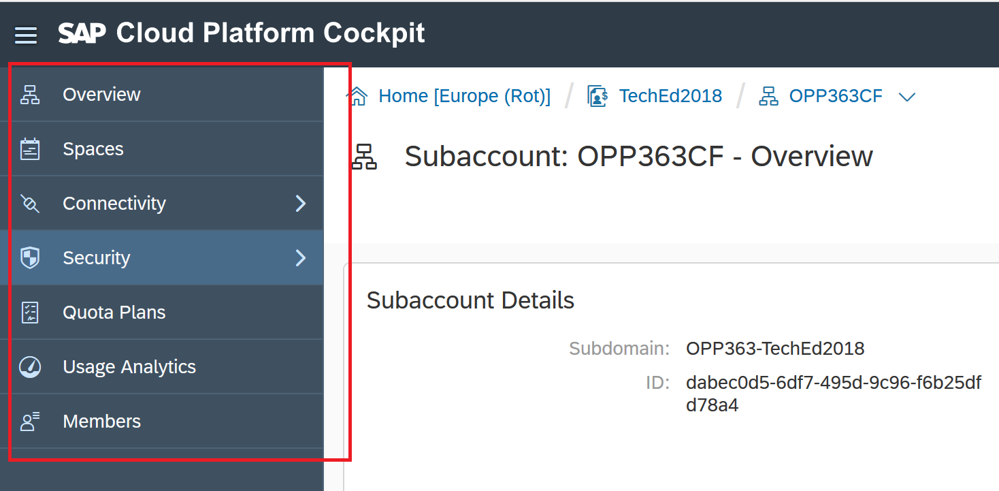 SAP Cloud Platform Cockpit
Overview
Spaces
Connectivity
Security
Quota Plans
Usage Analytics
Members
Home [Europe (Rot)] / TechEd2018 / OPP363CF
Subaccount: OPP363CF - Overview
Subaccount Details
Subdomain: OPP363-TechEd2018
ID: dabec0d5-6df7-495d-9c96-f6b25df
d78a4